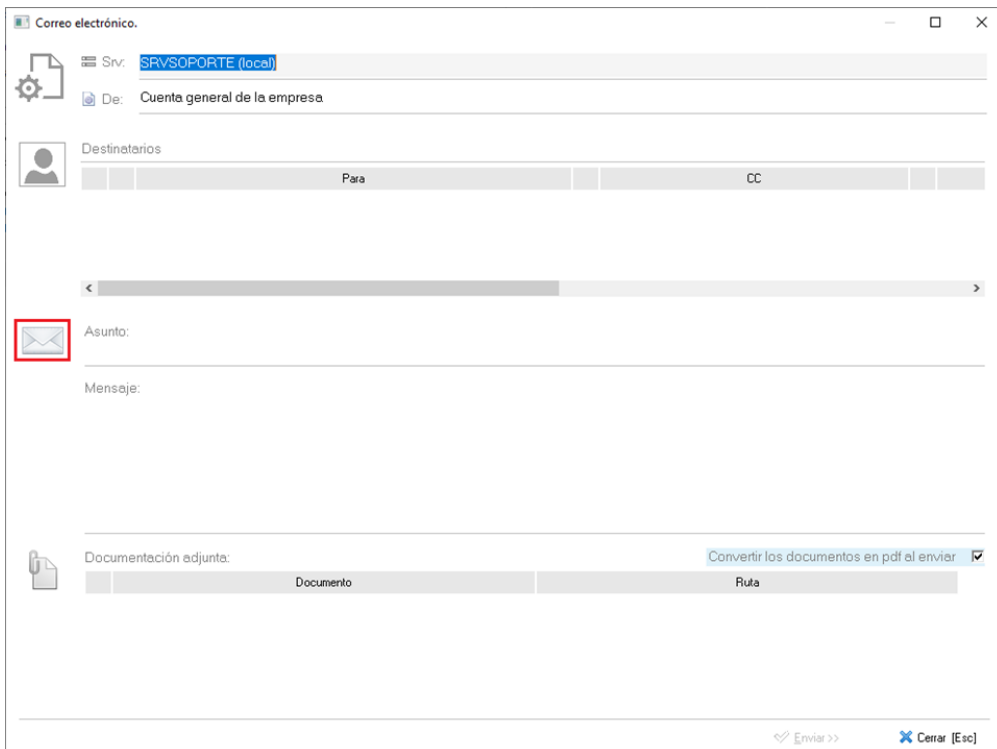 Correo electrónico.
Srv: SRVSOPORTE (local)
De: Cuenta general de la empresa
Destinatarios
Para CC
Asunto:
Mensaje:
Documentación adjunta: Convertir los documentos en pdf al enviar
Documento Ruta
Enviar >> Cerrar [Esc]